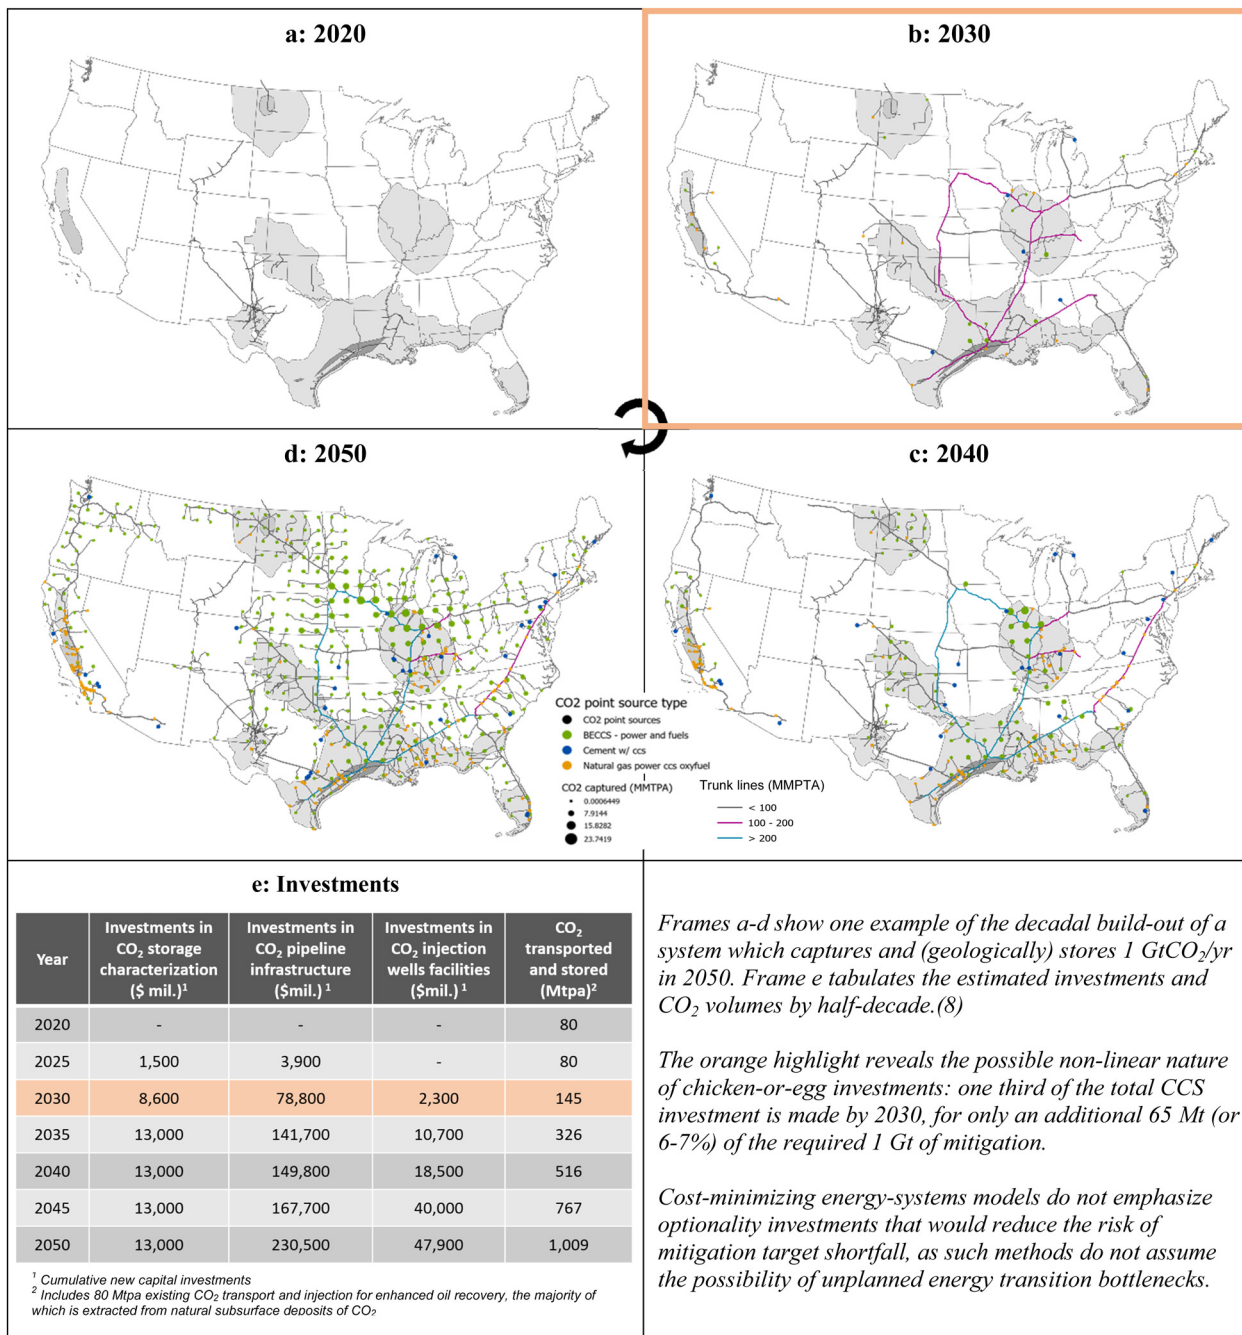 a: 2020
b: 2030
d: 2050
c: 2040
CO2 point source type
CO2 point sources
BECCS - power and fuels
Cement w/ ccs
Natural gas power ccs oxyfuel
CO2 captured (MMTPA)
0.0006449
7.9144
15.8282
23.7419
Trunk lines (MMPTA)
< 100
100 - 200
> 200
e: Investments
Year
Investments in
CO₂ storage
characterization
($ mil.)¹
Investments in
CO₂ pipeline
infrastructure
($mil.) ¹
Investments in
CO₂ injection
wells facilities
($mil.) ¹
CO₂
transported
and stored
(Mtpa)²
2020 - - - 80
2025 1,500 3,900 - 80
2030 8,600 78,800 2,300 145
2035 13,000 141,700 10,700 326
2040 13,000 149,800 18,500 516
2045 13,000 167,700 40,000 767
2050 13,000 230,500 47,900 1,009
¹ Cumulative new capital investments
² Includes 80 Mtpa existing CO₂ transport and injection for enhanced oil recovery, the majority of
which is extracted from natural subsurface deposits of CO₂
Frames a-d show one example of the decadal build-out of a
system which captures and (geologically) stores 1 GtCO₂/yr
in 2050. Frame e tabulates the estimated investments and
CO₂ volumes by half-decade.(8)
The orange highlight reveals the possible non-linear nature
of chicken-or-egg investments: one third of the total CCS
investment is made by 2030, for only an additional 65 Mt (or
6-7%) of the required 1 Gt of mitigation.
Cost-minimizing energy-systems models do not emphasize
optionality investments that would reduce the risk of
mitigation target shortfall, as such methods do not assume
the possibility of unplanned energy transition bottlenecks.